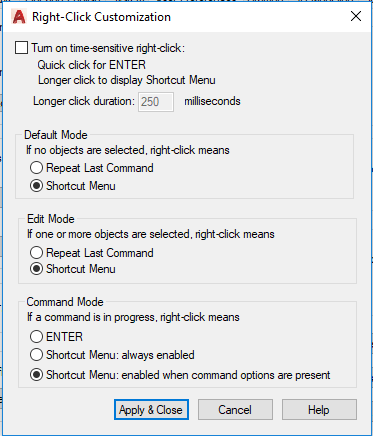 Right-Click Customization
Turn on time-sensitive right-click:
Quick click for ENTER
Longer click to display Shortcut Menu
Longer click duration: 250 milliseconds
Default Mode
If no objects are selected, right-click means
Repeat Last Command
Shortcut Menu
Edit Mode
If one or more objects are selected, right-click means
Repeat Last Command
Shortcut Menu
Command Mode
If a command is in progress, right-click means
ENTER
Shortcut Menu: always enabled
Shortcut Menu: enabled when command options are present
Apply & Close Cancel Help